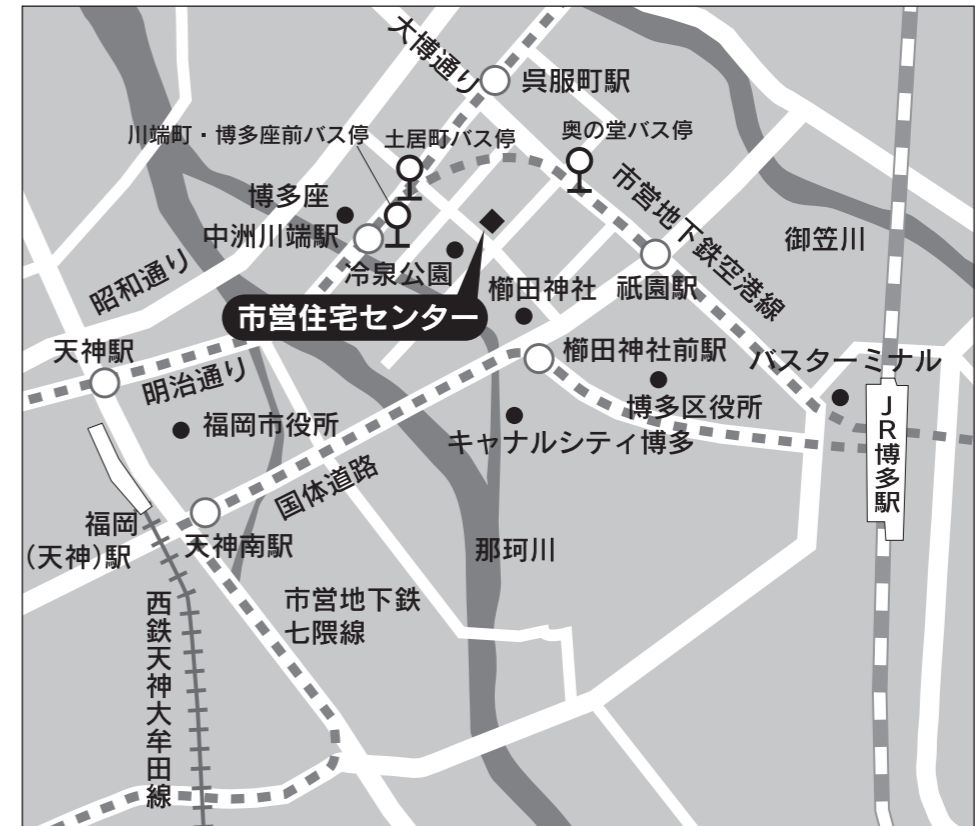 大博通り
呉服町駅
川端町・博多座前バス停
土居町バス停
奥の堂バス停
博多座
中洲川端駅
冷泉公園
市営地下鉄空港線
御笠川
昭和通り
櫛田神社
祇園駅
市営住宅センター
天神駅
明治通り
櫛田神社前駅
バスターミナル
福岡市役所
博多区役所
キャナルシティ博多
JR博多駅
国体道路
福岡
(天神)駅
天神南駅
那珂川
市営地下鉄
七隈線
西鉄天神大牟田線